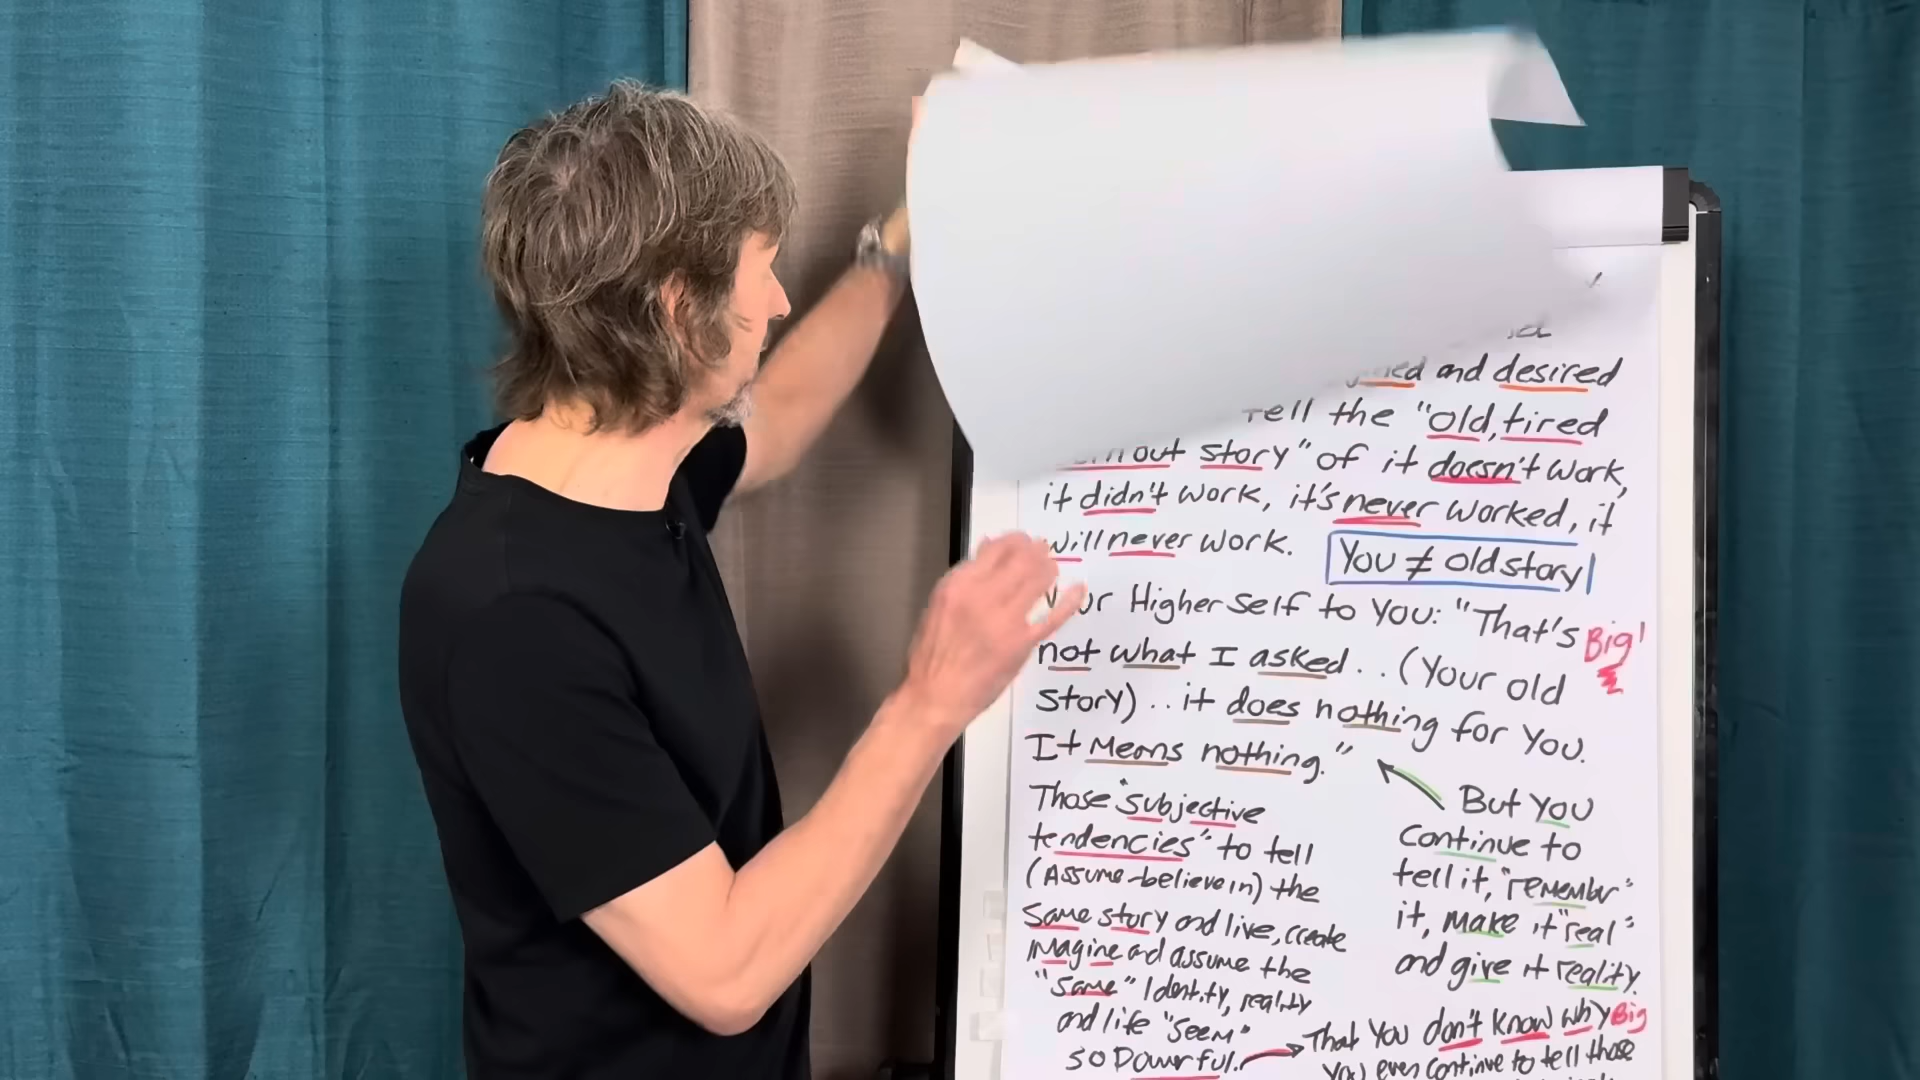 and desired
tell the "old, tired
out story" of it doesn't work,
it didn't work, it's never worked, it
will never work.
You ≠ old story
Your Higher Self to You: "That's
Big!
not what I asked.. (Your old
story).. it does nothing for You.
It Means nothing."
Those "subjective
tendencies" to tell
(Assume-believe in) the
Same story and live, create
imagine and assume the
"same" Identity, reality
and life "seem"
so Powerful.
But You
Continue to
tell it, "remember"
it, make it "real"
and give it reality.
That You don't know why Big
You even continue to tell those